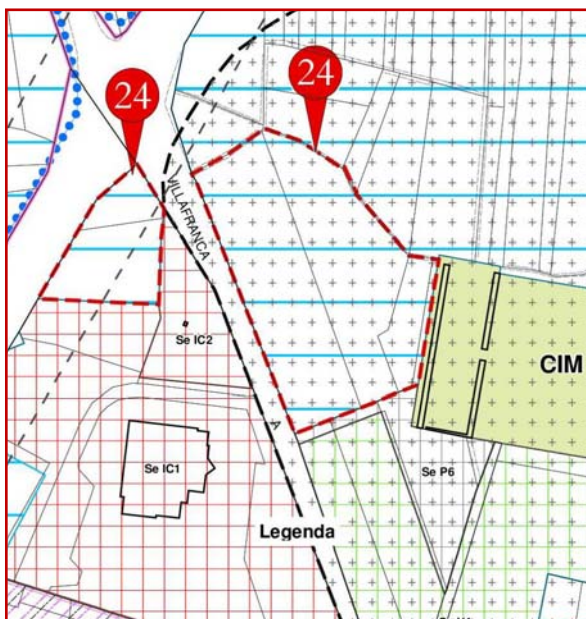 24
24
VILLAFRANCA
Se IC2
CIM
A
Se IC1
Se P6
Legenda